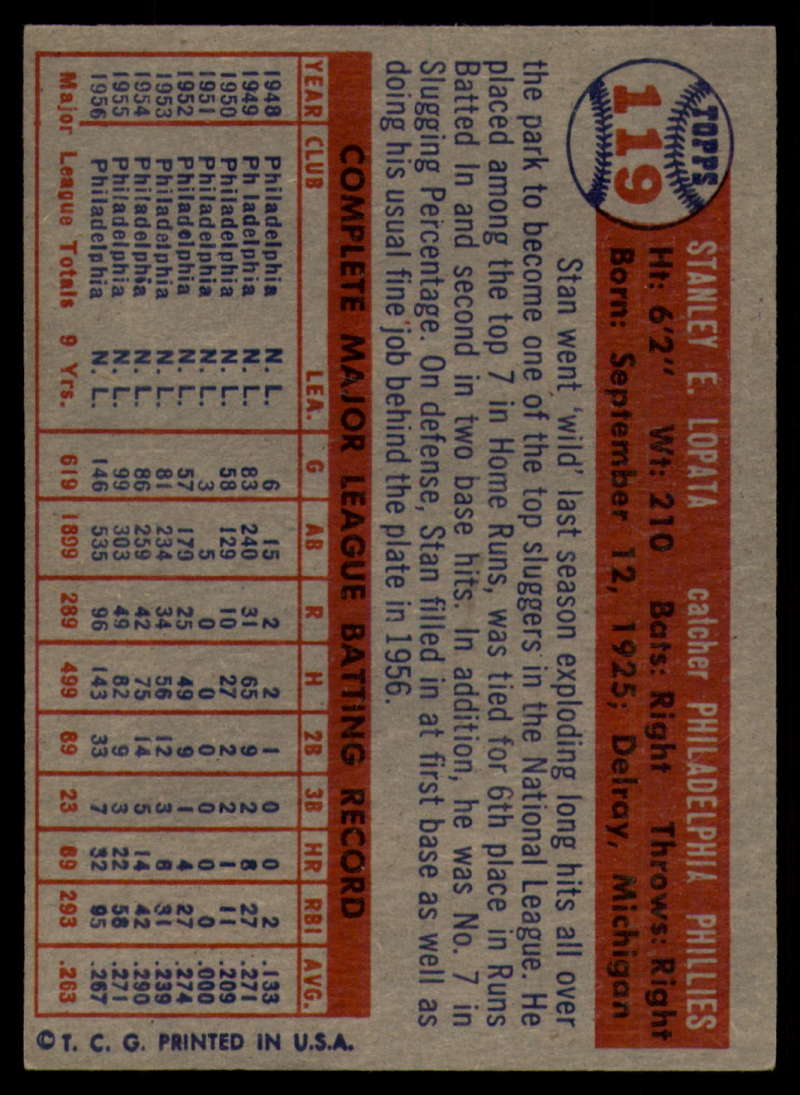 TOPPS
119
STANLEY E. LOPATA catcher PHILADELPHIA PHILLIES
Ht: 6'2" Wt: 210 Bats: Right Throws: Right
Born: September 12, 1925; Delray, Michigan
Stan went 'wild' last season exploding long hits all over
the park to become one of the top sluggers in the National League. He
placed among the top 7 in Home Runs, was tied for 6th place in Runs
Batted In and second in two base hits. In addition, he was No. 7 in
Slugging Percentage. On defense, Stan filled in at first base as well as
doing his usual fine job behind the plate in 1956.
COMPLETE MAJOR LEAGUE BATTING RECORD
YEAR CLUB LEA. G AB R H 2B 3B HR RBI AVG.
1948 Philadelphia N. L. 6 15 2 2 1 0 0 2 .133
1949 Philadelphia N. L. 83 240 31 65 9 2 8 27 .271
1950 Philadelphia N. L. 58 129 10 27 2 2 1 11 .209
1951 Philadelphia N. L. 3 5 0 0 0 0 0 0 .000
1952 Philadelphia N. L. 57 179 25 49 9 1 4 27 .274
1953 Philadelphia N. L. 81 234 34 56 12 3 8 31 .239
1954 Philadelphia N. L. 86 259 42 75 14 5 14 42 .290
1955 Philadelphia N. L. 99 303 49 82 9 3 22 58 .271
1956 Philadelphia N. L. 146 535 96 143 33 7 32 95 .267
Major League Totals 9 Yrs. 619 1899 289 499 89 23 89 293 .263
© T. C. G. PRINTED IN U.S.A.